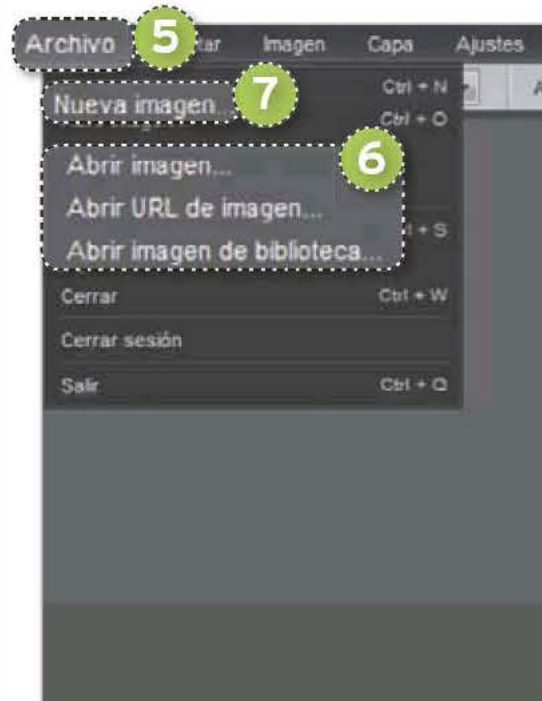 Archivo 5 tar Imagen Capa Ajustes
Nueva imagen... 7 Ctrl + N
Ctrl + O
Abrir imagen... 6
Abrir URL de imagen...
Abrir imagen de biblioteca... + S
Cerrar Ctrl + W
Cerrar sesión
Salir Ctrl + Q